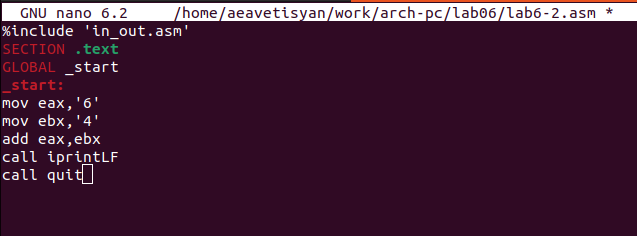 GNU nano 6.2 /home/aeavetisyan/work/arch-pc/lab06/lab6-2.asm *
%include 'in_out.asm'
SECTION .text
GLOBAL _start
_start:
mov eax,'6'
mov ebx,'4'
add eax,ebx
call iprintLF
call quit